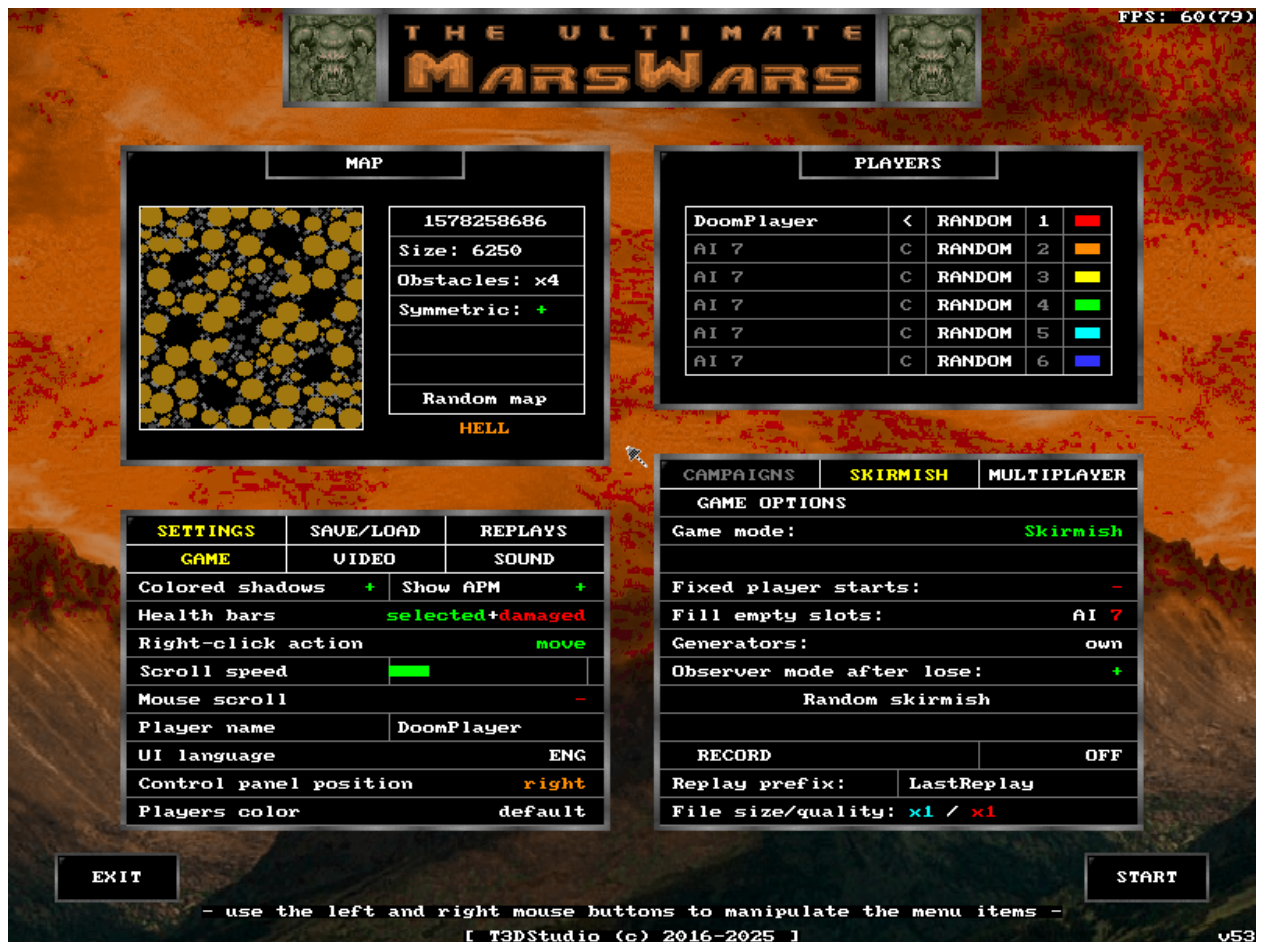 FPS: 60(79)
THE ULTIMATE
MARSWARS
MAP
1578258686
Size: 6250
Obstacles: x4
Symmetric: +
Random map
HELL
PLAYERS
DoomPlayer < RANDOM 1
AI 7 C RANDOM 2
AI 7 C RANDOM 3
AI 7 C RANDOM 4
AI 7 C RANDOM 5
AI 7 C RANDOM 6
SETTINGS SAVE/LOAD REPLAYS
GAME VIDEO SOUND
Colored shadows + Show APM +
Health bars selected+damaged
Right-click action move
Scroll speed
Mouse scroll -
Player name DoomPlayer
UI language ENG
Control panel position right
Players color default
CAMPAIGNS SKIRMISH MULTIPLAYER
GAME OPTIONS
Game mode: Skirmish
Fixed player starts: -
Fill empty slots: AI 7
Generators: own
Observer mode after lose: +
Random skirmish
RECORD OFF
Replay prefix: LastReplay
File size/quality: x1 / x1
EXIT
START
- use the left and right mouse buttons to manipulate the menu items -
[ T3DStudio (c) 2016-2025 ]
v53